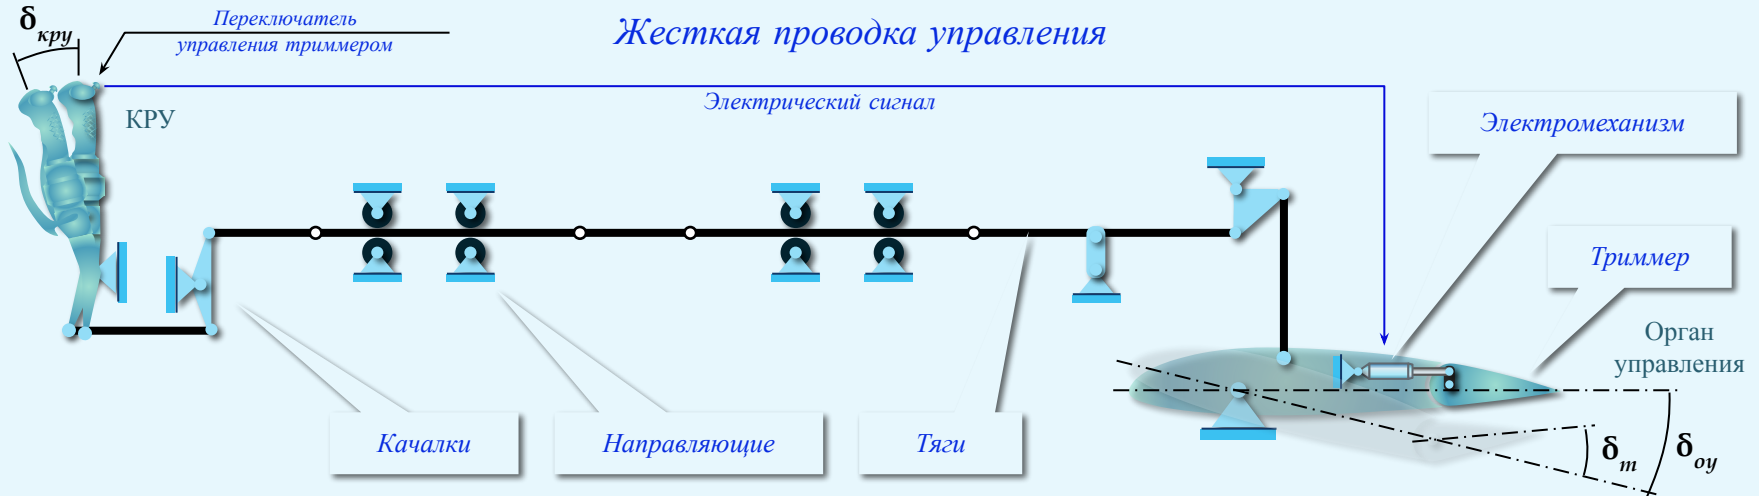 δкру
Переключатель
управления триммером
Жесткая проводка управления
КРУ
Электрический сигнал
Электромеханизм
Триммер
Орган
управления
Качалки
Направляющие
Тяги
δт
δоу